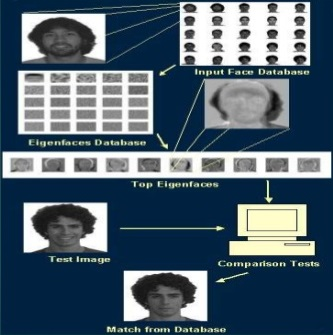 Input Face Database
Eigenfaces Database
Top Eigenfaces
Test Image
Comparison Tests
Match from Database